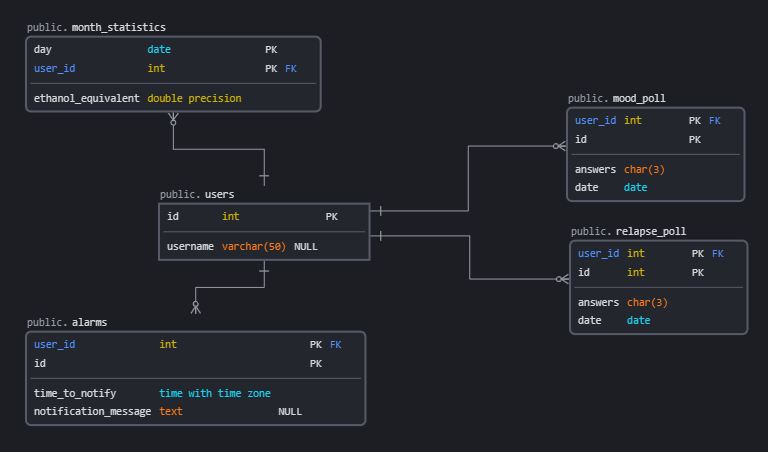 public. month_statistics
day date PK
user_id int PK FK
ethanol_equivalent double precision
public. mood_poll
user_id int PK FK
id PK
answers char(3)
date date
public. users
id int PK
username varchar(50) NULL
public. relapse_poll
user_id int PK FK
id int PK
answers char(3)
date date
public. alarms
user_id int PK FK
id PK
time_to_notify time with time zone
notification_message text NULL